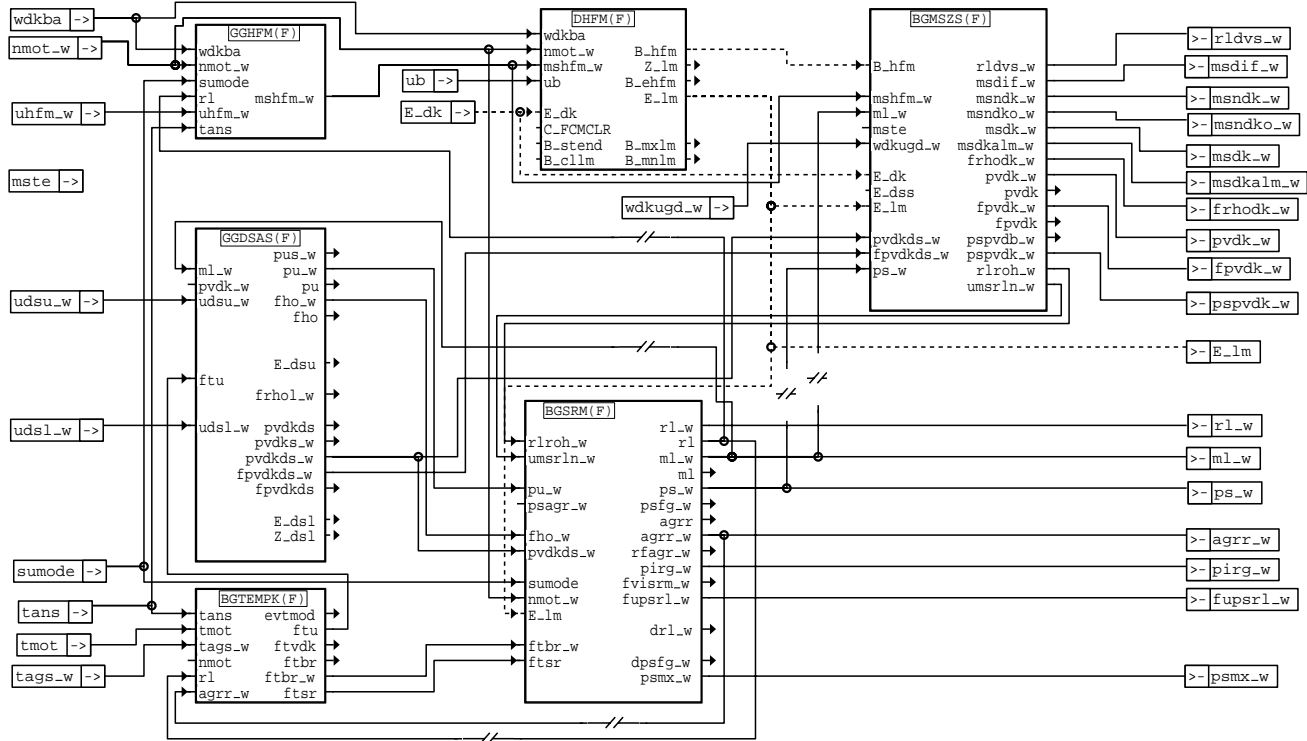 wdkba ->
nmot_w ->
uhfm_w ->
mste ->
udsu_w ->
udsl_w ->
sumode ->
tans ->
tmot ->
tags_w ->
GGHFM(F)
wdkba
nmot_w
sumode
rl mshfm_w
uhfm_w
tans
ub ->
E_dk ->
wdkugd_w ->
DHFM(F)
wdkba
nmot_w B_hfm
mshfm_w Z_lm
ub B_ehfm
E_lm
E_dk
C_FCMCLR
B_stend B_mxlm
B_cllm B_mnlm
BGMSZS(F)
B_hfm rldvs_w
msdif_w
mshfm_w msndk_w
ml_w msndko_w
mste msdk_w
wdkugd_w msdkalm_w
frhodk_w
E_dk pvdk_w
E_dss pvdk
E_lm fpvdk_w
fpvdk
pvdkds_w pspvdb_w
fpvdkds_w pspvdk_w
ps_w rlroh_w
umsrln_w
GGDSAS(F)
pus_w
ml_w pu_w
pvdk_w pu
udsu_w fho_w
fho
E_dsu
ftu
frhol_w
udsl_w pvdkds
pvdks_w
pvdkds_w
fpvdkds_w
fpvdkds
E_dsl
Z_dsl
BGTEMPK(F)
tans evtmod
tmot ftu
tags_w ftvdk
nmot ftbr
rl ftbr_w
agrr_w ftsr
BGSRM(F)
rl_w
rlroh_w rl
umsrln_w ml_w
ml
pu_w ps_w
psagr_w psfg_w
agrr
fho_w agrr_w
pvdkds_w rfagr_w
pirg_w
sumode fvisrm_w
nmot_w fupsrl_w
E_lm
drl_w
ftbr_w
ftsr dpsfg_w
psmx_w
>- rldvs_w
>- msdif_w
>- msndk_w
>- msndko_w
>- msdk_w
>- msdkalm_w
>- frhodk_w
>- pvdk_w
>- fpvdk_w
>- pspvdk_w
>- E_lm
>- rl_w
>- ml_w
>- ps_w
>- agrr_w
>- pirg_w
>- fupsrl_w
>- psmx_w